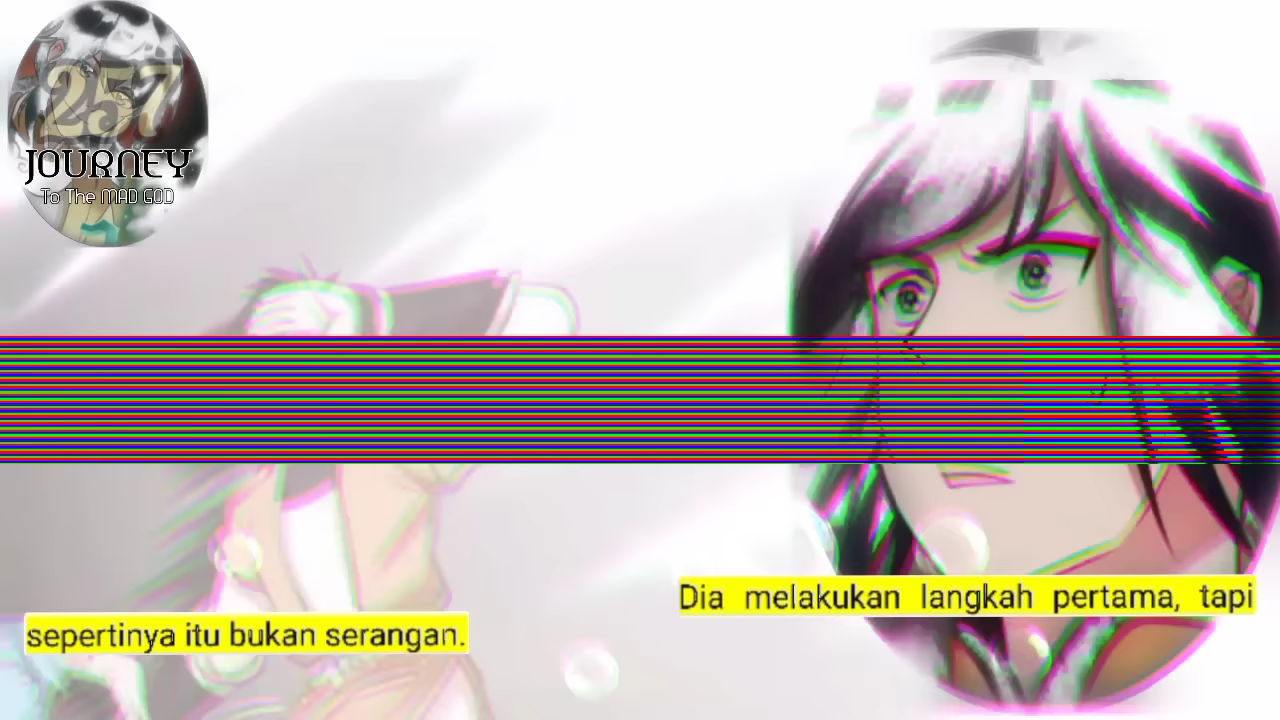 257
JOURNEY
To The MAD GOD
Dia melakukan langkah pertama, tapi
sepertinya itu bukan serangan.